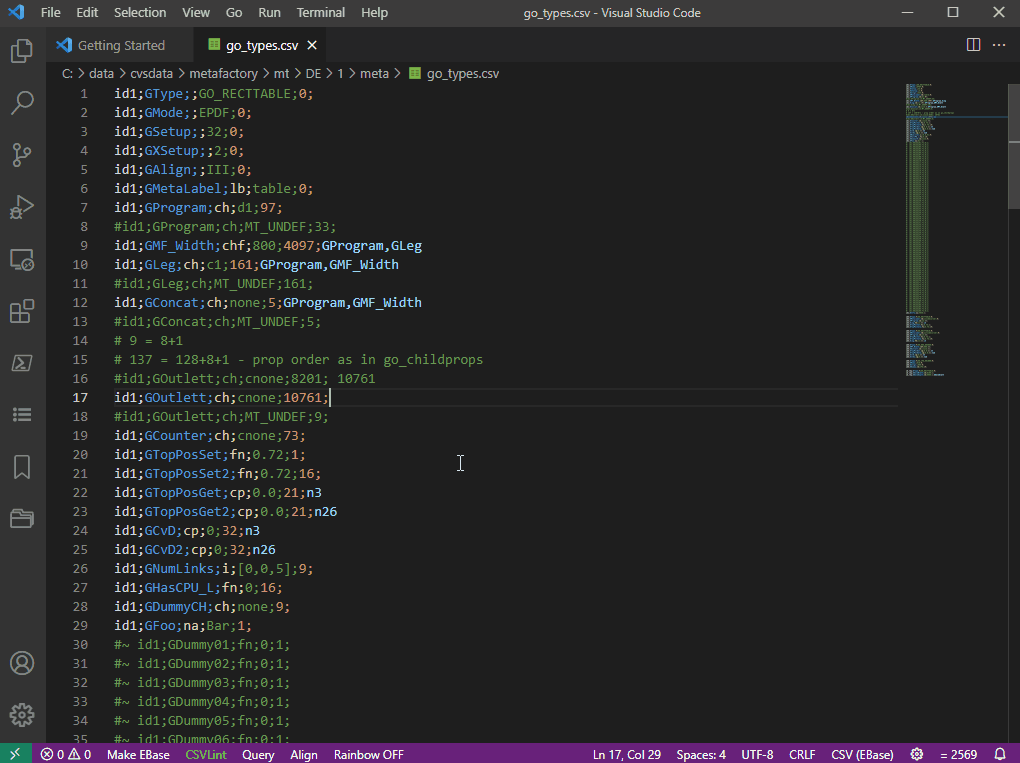 File Edit Selection View Go Run Terminal Help go_types.csv - Visual Studio Code
Getting Started go_types.csv
C: > data > cvsdata > metafactory > mt > DE > 1 > meta > go_types.csv
1 id1;GType;;GO_RECTTABLE;0;
2 id1;GMode;;EPDF;0;
3 id1;GSetup;;32;0;
4 id1;GXSetup;;2;0;
5 id1;GAlign;;III;0;
6 id1;GMetaLabel;lb;table;0;
7 id1;GProgram;ch;d1;97;
8 #id1;GProgram;ch;MT_UNDEF;33;
9 id1;GMF_Width;chf;800;4097;GProgram,GLeg
10 id1;GLeg;ch;c1;161;GProgram,GMF_Width
11 #id1;GLeg;ch;MT_UNDEF;161;
12 id1;GConcat;ch;none;5;GProgram,GMF_Width
13 #id1;GConcat;ch;MT_UNDEF;5;
14 # 9 = 8+1
15 # 137 = 128+8+1 - prop order as in go_childprops
16 #id1;GOutlett;ch;cnone;8201; 10761
17 id1;GOutlett;ch;cnone;10761;
18 #id1;GOutlett;ch;MT_UNDEF;9;
19 id1;GCounter;ch;cnone;73;
20 id1;GTopPosSet;fn;0.72;1;
21 id1;GTopPosSet2;fn;0.72;16;
22 id1;GTopPosGet;cp;0.0;21;n3
23 id1;GTopPosGet2;cp;0.0;21;n26
24 id1;GCvD;cp;0;32;n3
25 id1;GCvD2;cp;0;32;n26
26 id1;GNumLinks;i;[0,0,5];9;
27 id1;GHasCPU_L;fn;0;16;
28 id1;GDummyCH;ch;none;9;
29 id1;GFoo;na;Bar;1;
30 #~ id1;GDummy01;fn;0;1;
31 #~ id1;GDummy02;fn;0;1;
32 #~ id1;GDummy03;fn;0;1;
33 #~ id1;GDummy04;fn;0;1;
34 #~ id1;GDummy05;fn;0;1;
35 #~ id1;GDummy06;fn;0;1;
0 0 Make EBase CSVLint Query Align Rainbow OFF Ln 17, Col 29 Spaces: 4 UTF-8 CRLF CSV (EBase) = 2569